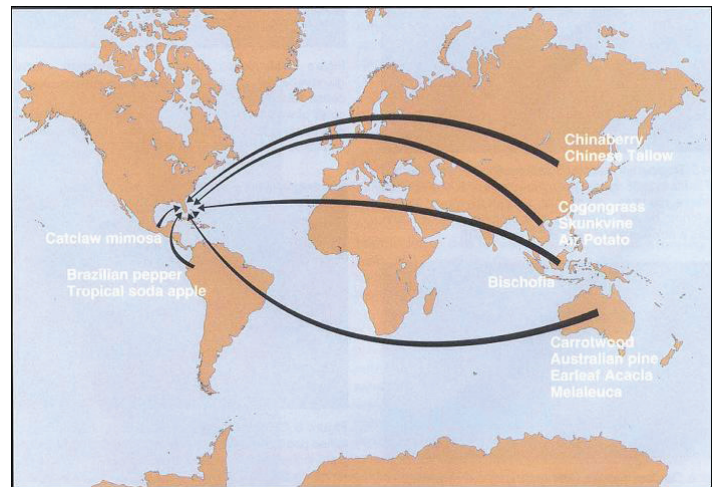 Chinaberry
Chinese Tallow
Cogongrass
Skunkvine
Air Potato
Catclaw mimosa
Brazilian pepper
Tropical soda apple
Bischofia
Carrotwood
Australian pine
Earleaf Acacia
Melaleuca